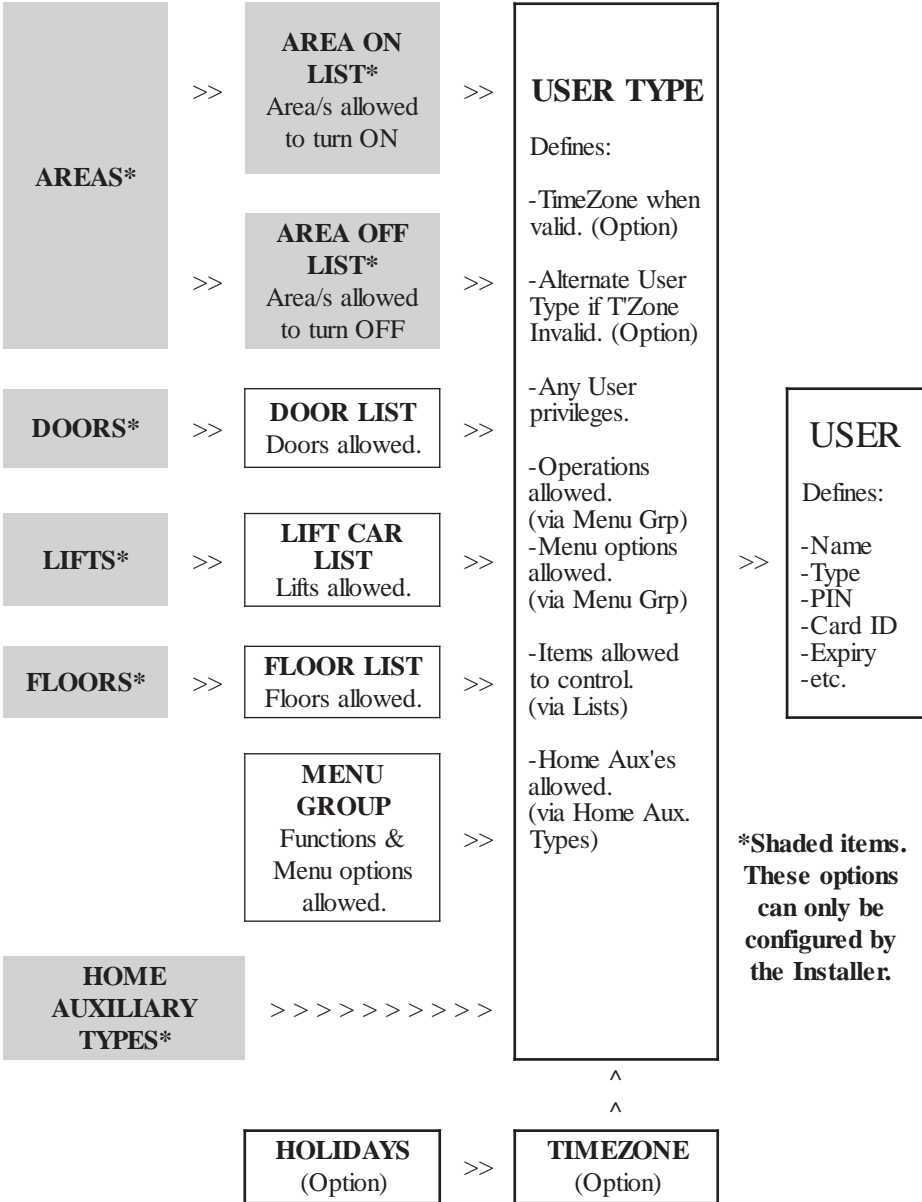 AREAS*
>>
AREA ON
LIST*
Area/s allowed
to turn ON
>>
>>
AREA OFF
LIST*
Area/s allowed
to turn OFF
>>
DOORS*
>>
DOOR LIST
Doors allowed.
>>
LIFTS*
>>
LIFT CAR
LIST
Lifts allowed.
>>
FLOORS*
>>
FLOOR LIST
Floors allowed.
>>
MENU
GROUP
Functions &
Menu options
allowed.
>>
HOME
AUXILIARY
TYPES*
> > > > > > > > > >
USER TYPE
Defines:
-TimeZone when
valid. (Option)
-Alternate User
Type if T'Zone
Invalid. (Option)
-Any User
privileges.
-Operations
allowed.
(via Menu Grp)
-Menu options
allowed.
(via Menu Grp)
-Items allowed
to control.
(via Lists)
-Home Aux'es
allowed.
(via Home Aux.
Types)
>>
USER
Defines:
-Name
-Type
-PIN
-Card ID
-Expiry
-etc.
*Shaded items.
These options
can only be
configured by
the Installer.
^
^
HOLIDAYS
(Option)
>>
TIMEZONE
(Option)